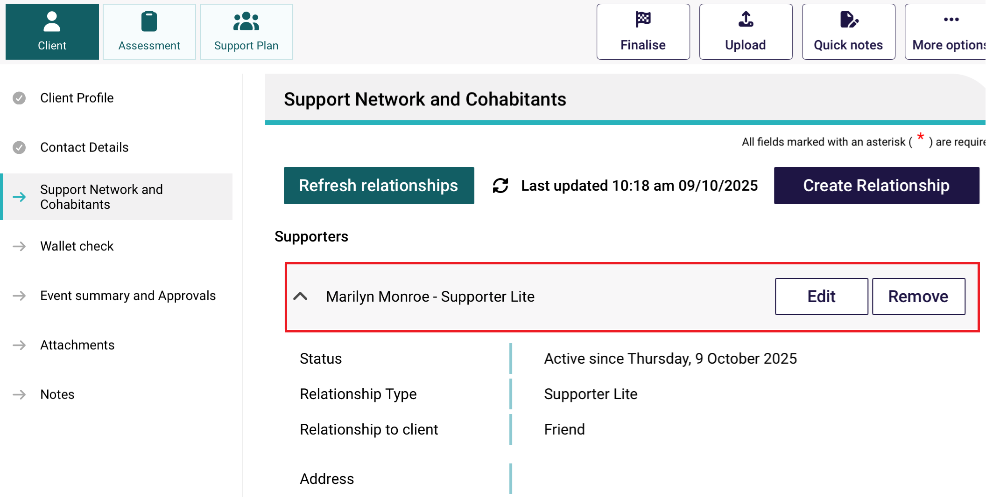 Client
Assessment
Support Plan
Finalise
Upload
Quick notes
More options
Client Profile
Contact Details
Support Network and
Cohabitants
Wallet check
Event summary and Approvals
Attachments
Notes
Support Network and Cohabitants
All fields marked with an asterisk ( * ) are require
Refresh relationships
Last updated 10:18 am 09/10/2025
Create Relationship
Supporters
Marilyn Monroe - Supporter Lite
Edit
Remove
Status
Active since Thursday, 9 October 2025
Relationship Type
Supporter Lite
Relationship to client
Friend
Address